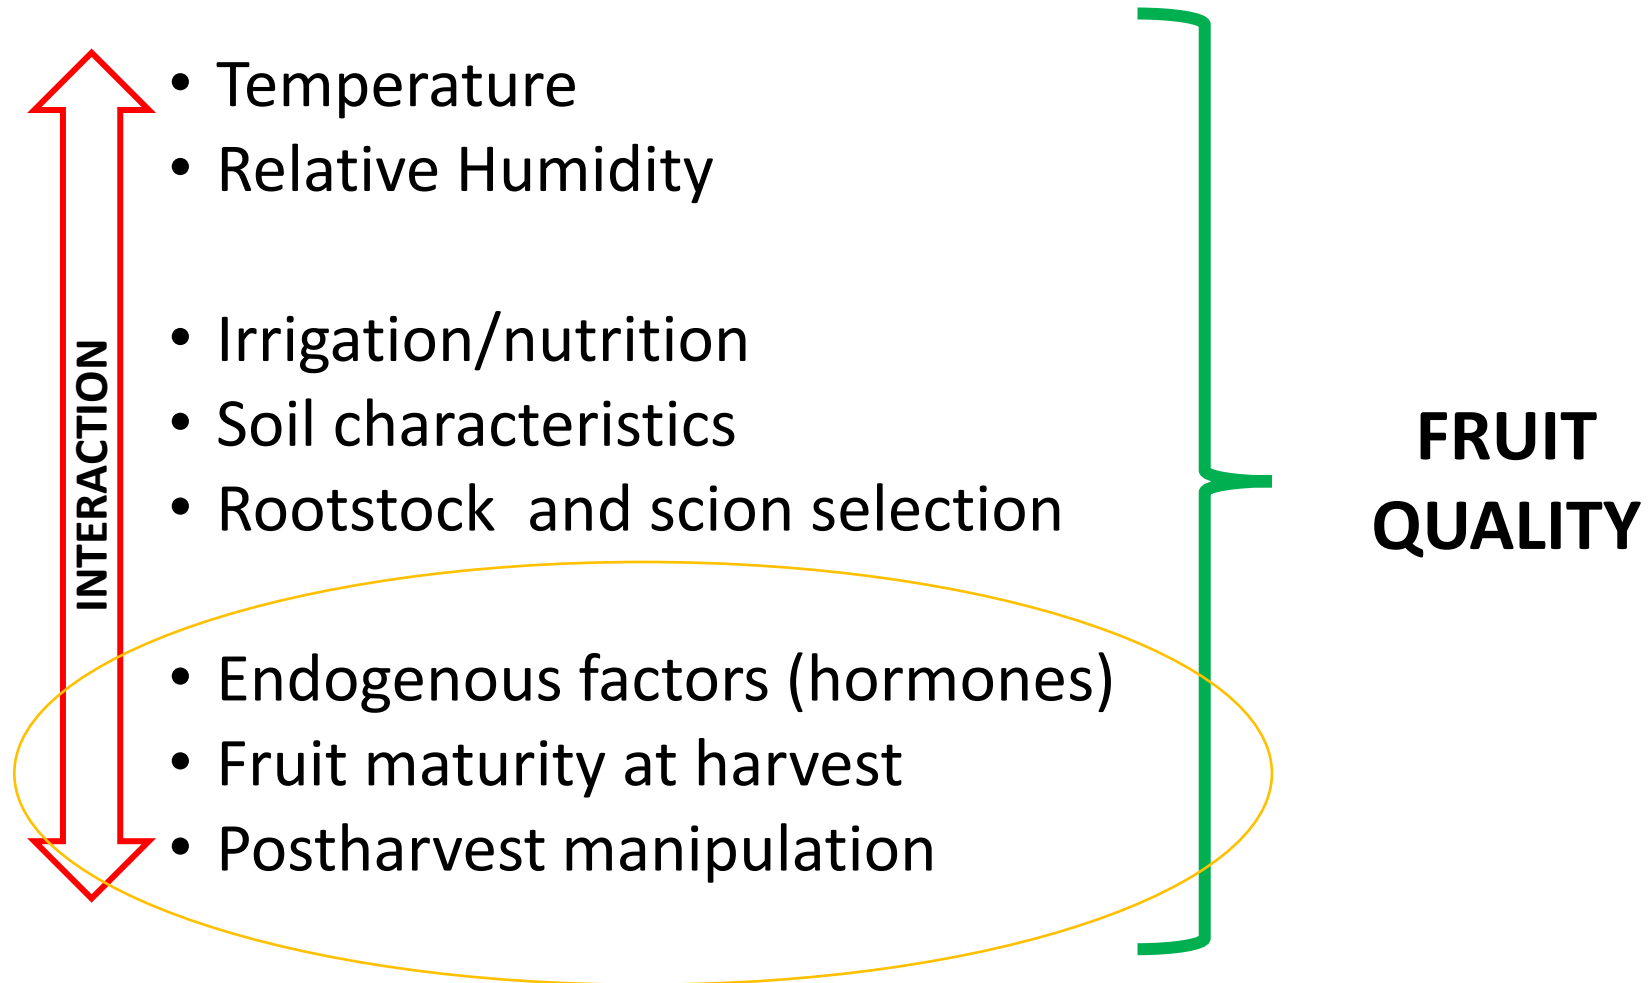 • Temperature
• Relative Humidity
• Irrigation/nutrition
• Soil characteristics
• Rootstock  and scion selection
• Endogenous factors (hormones)
• Fruit maturity at harvest
• Postharvest manipulation
INTERACTION
FRUIT
QUALITY